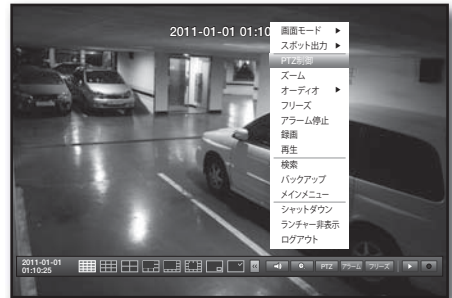 2011-01-01 01:10
画面モード ▶
スポット出力 ▶
PTZ制御
ズーム
オーディオ ▶
フリーズ
アラーム停止
録画
再生
検索
バックアップ
メインメニュー
シャットダウン
ランチャー非表示
ログアウト
2011-01-01
01:10:25
PTZ アラーム フリーズ